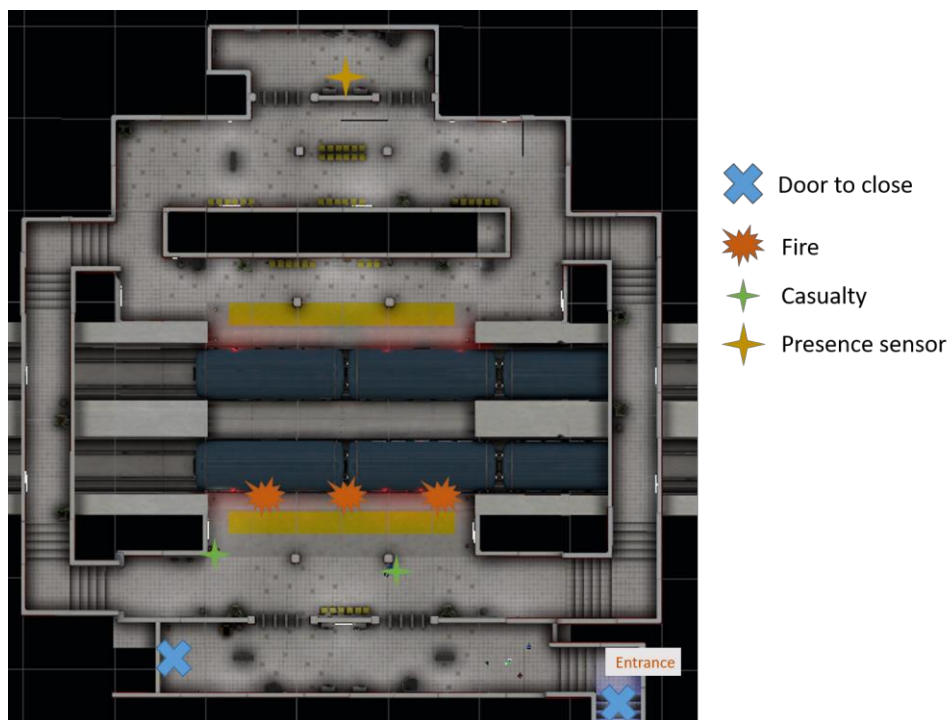 Door to close
Fire
Casualty
Presence sensor
Entrance